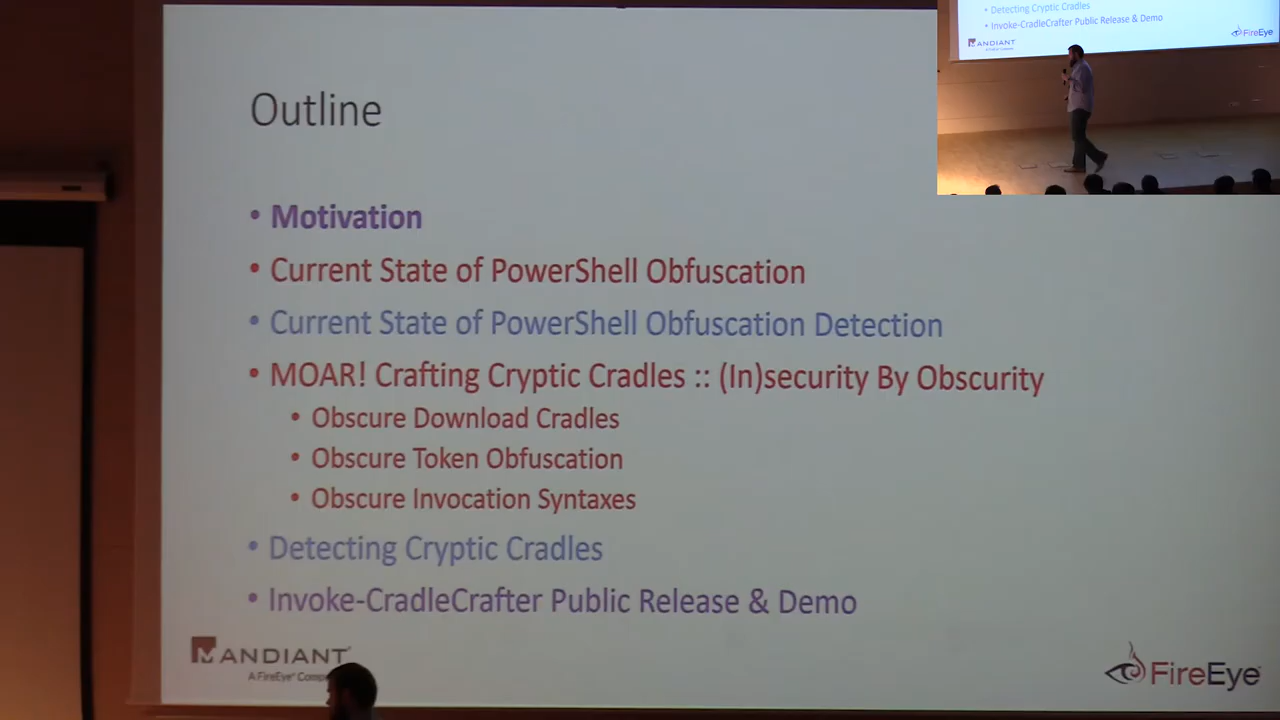 Outline
• Motivation
• Current State of PowerShell Obfuscation
• Current State of PowerShell Obfuscation Detection
• MOAR! Crafting Cryptic Cradles :: (In)security By Obscurity
• Obscure Download Cradles
• Obscure Token Obfuscation
• Obscure Invocation Syntaxes
• Detecting Cryptic Cradles
• Invoke-CradleCrafter Public Release & Demo
MANDIANT
A FireEye®
FireEye
• Detecting Cryptic Cradles
• Invoke-CradleCrafter Public Release & Demo
MANDIANT
FireEye